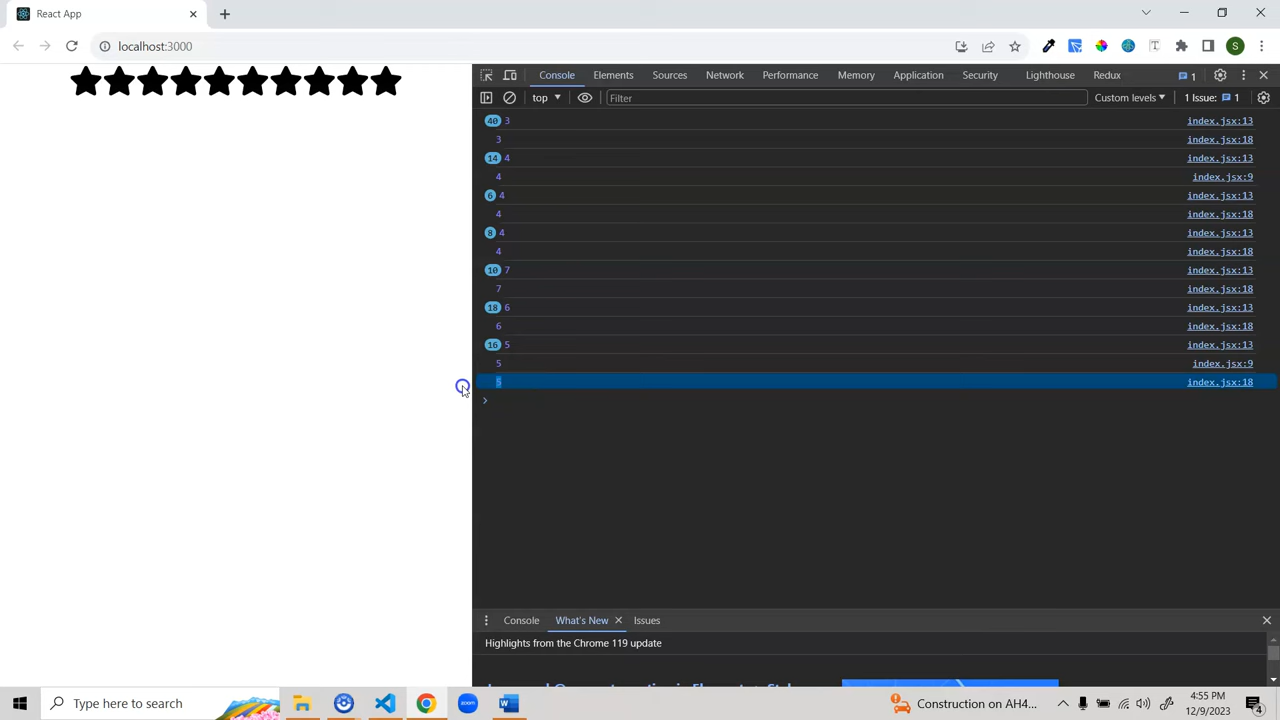 React App
localhost:3000
Console Elements Sources Network Performance Memory Application Security Lighthouse Redux 1
top Filter Custom levels 1 Issue: 1
40 3 index.jsx:13
3 index.jsx:18
14 4 index.jsx:13
4 index.jsx:9
6 4 index.jsx:13
4 index.jsx:18
8 4 index.jsx:13
4 index.jsx:18
10 7 index.jsx:13
7 index.jsx:18
18 6 index.jsx:13
6 index.jsx:18
16 5 index.jsx:13
5 index.jsx:9
5 index.jsx:18
Console What's New Issues
Highlights from the Chrome 119 update
Type here to search
Construction on AH4...
4:55 PM
12/9/2023
4